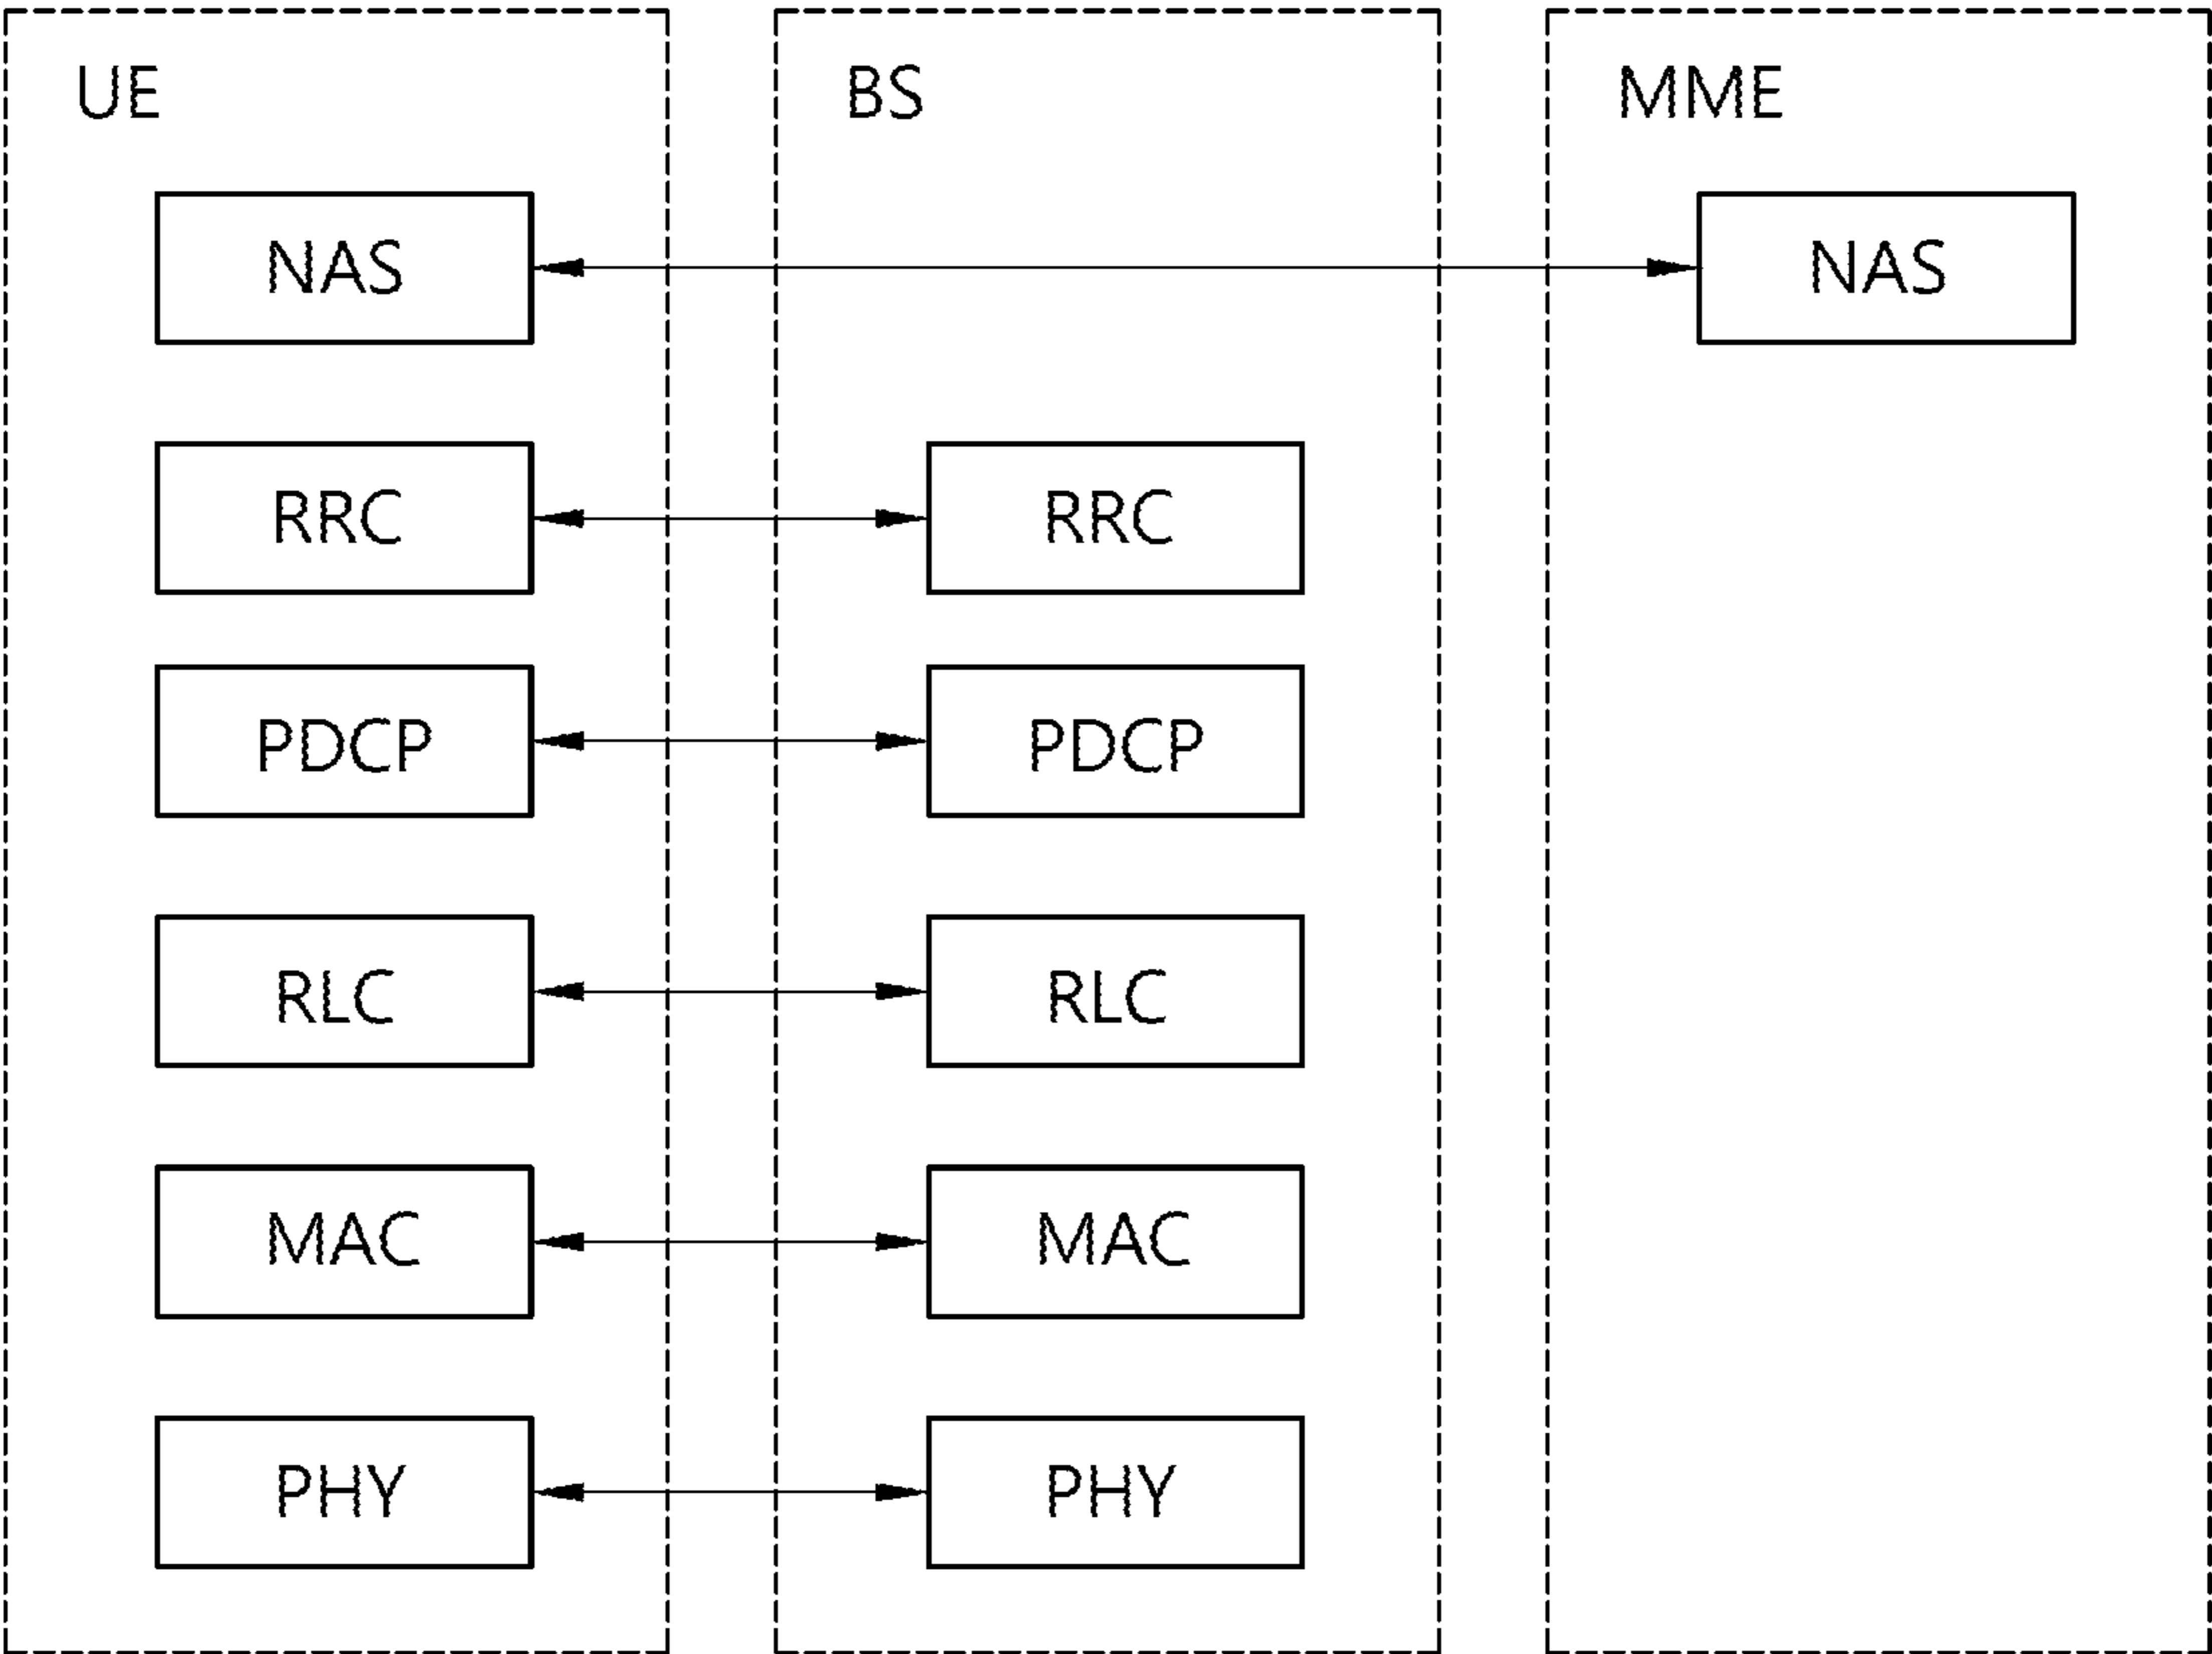 UE BS MME
NAS NAS
RRC RRC
PDCP PDCP
RLC RLC
MAC MAC
PHY PHY